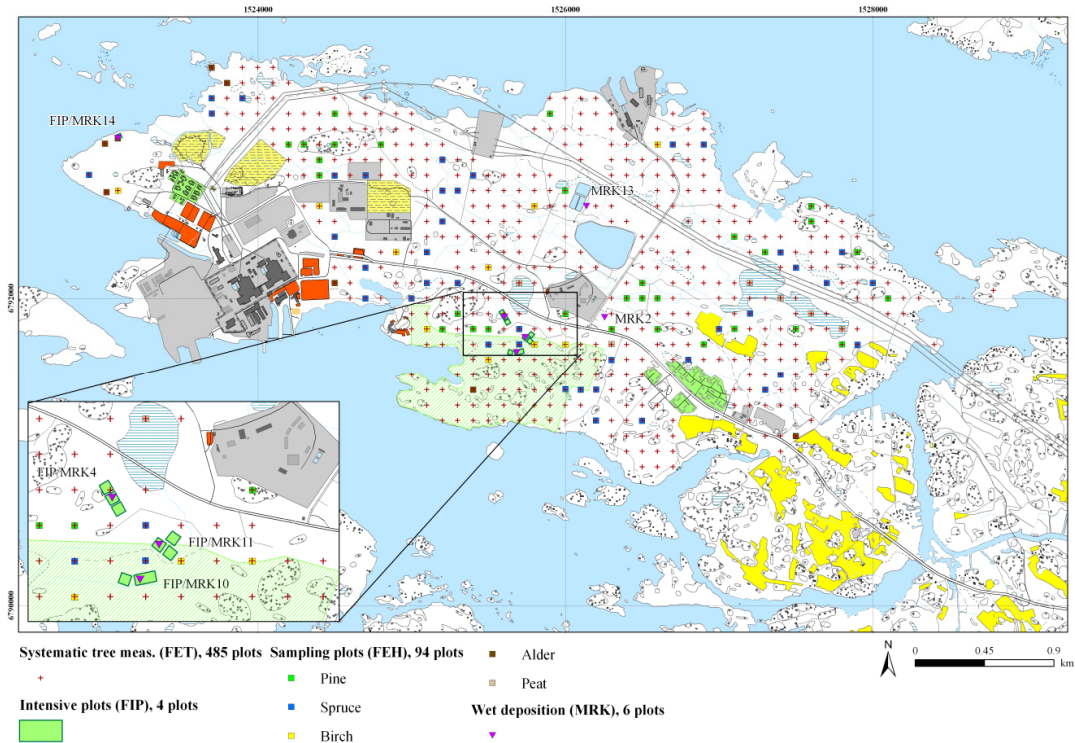 1524000
1526000
1528000
FIP/MRK14
MRK13
6792000
MRK2
FIP/MRK4
FIP/MRK11
FIP/MRK10
6790000
Systematic tree meas. (FET), 485 plots
Sampling plots (FEH), 94 plots
Alder
Pine
Peat
Intensive plots (FIP), 4 plots
Spruce
Wet deposition (MRK), 6 plots
Birch
N
0 0.45 0.9
km